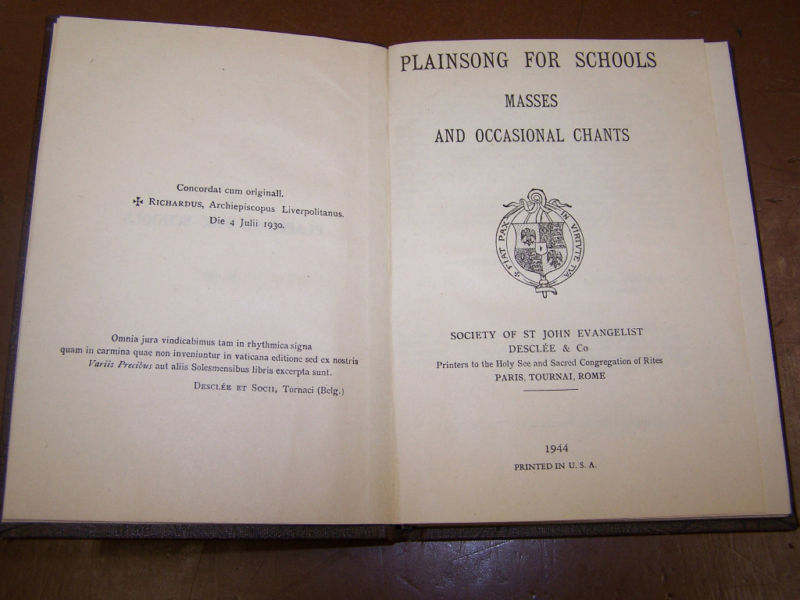 Concordat cum originall.
✠ RICHARDUS, Archiepiscopus Liverpolitanus.
Die 4 Julii 1930.
Omnia jura vindicabimus tam in rhythmica signa
quam in carmina quae non inveniuntur in vaticana editione sed ex nostris
Variis Precibus aut aliis Solesmensibus libris excerpta sunt.
DESCLÉE ET SOCII, Tornaci (Belg.)
PLAINSONG FOR SCHOOLS
MASSES
AND OCCASIONAL CHANTS
FIAT PAX IN VIRTVTE TVA
SOCIETY OF ST JOHN EVANGELIST
DESCLÉE & Co
Printers to the Holy See and Sacred Congregation of Rites
PARIS, TOURNAI, ROME
1944
PRINTED IN U. S. A.